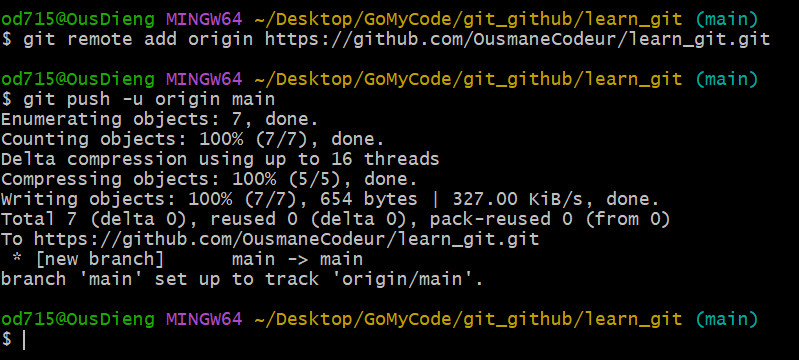 od715@OusDieng MINGW64 ~/Desktop/GoMyCode/git_github/learn_git (main)
$ git remote add origin https://github.com/OusmaneCodeur/learn_git.git
od715@OusDieng MINGW64 ~/Desktop/GoMyCode/git_github/learn_git (main)
$ git push -u origin main
Enumerating objects: 7, done.
Counting objects: 100% (7/7), done.
Delta compression using up to 16 threads
Compressing objects: 100% (5/5), done.
Writing objects: 100% (7/7), 654 bytes | 327.00 KiB/s, done.
Total 7 (delta 0), reused 0 (delta 0), pack-reused 0 (from 0)
To https://github.com/OusmaneCodeur/learn_git.git
 * [new branch]      main -> main
branch 'main' set up to track 'origin/main'.
od715@OusDieng MINGW64 ~/Desktop/GoMyCode/git_github/learn_git (main)
$